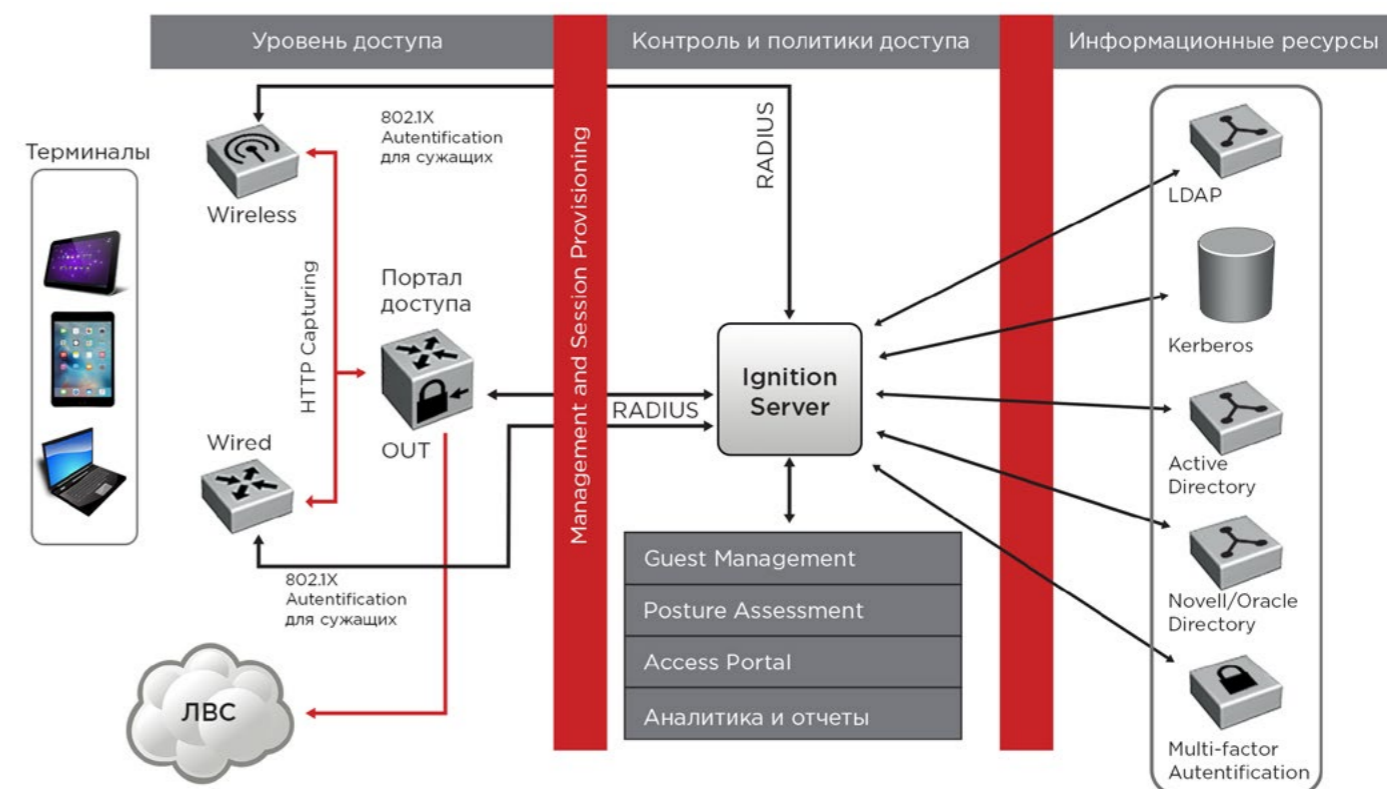 Уровень доступа
Контроль и политики доступа
Информационные ресурсы
Терминалы
802.1X
Autentification
для сужащих
Wireless
HTTP Capturing
Портал
доступа
OUT
Wired
802.1X
Autentification
для сужащих
ЛВС
Management and Session Provisioning
RADIUS
RADIUS
Ignition
Server
Guest Management
Posture Assessment
Access Portal
Аналитика и отчеты
LDAP
Kerberos
Active
Directory
Novell/Oracle
Directory
Multi-factor
Autentification